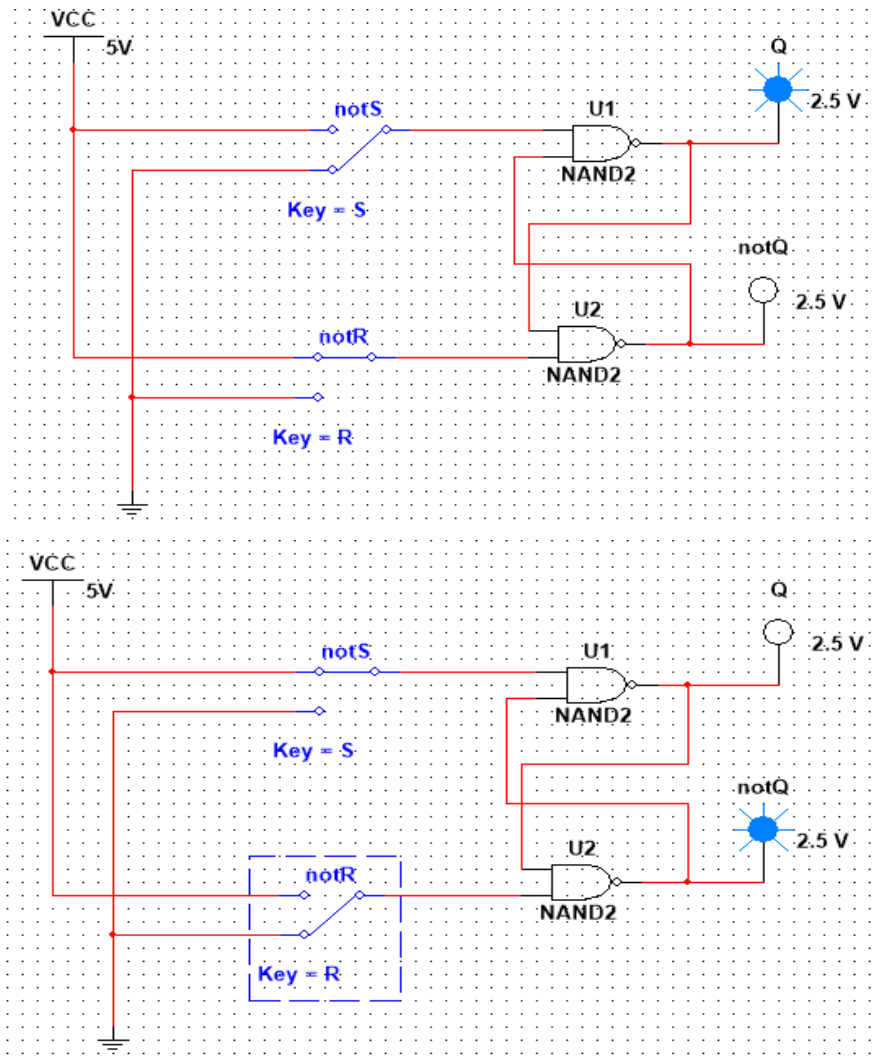 VCC
5V
Q
2.5 V
notS
U1
NAND2
Key = S
notQ
2.5 V
notR
U2
NAND2
Key = R
VCC
5V
Q
2.5 V
notS
U1
NAND2
Key = S
notQ
2.5 V
notR
U2
NAND2
Key = R